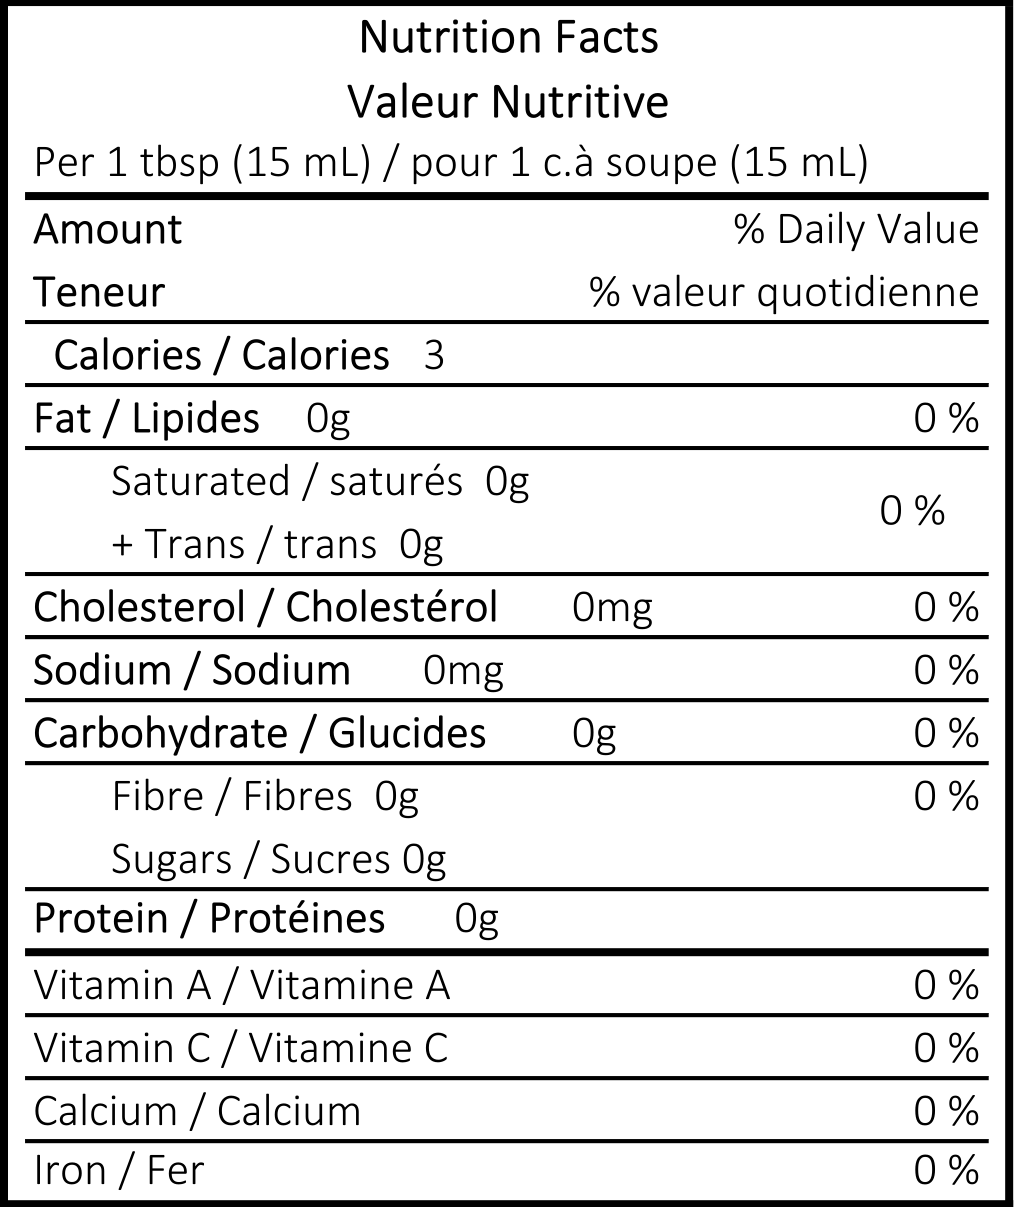 Nutrition Facts
Valeur Nutritive
Per 1 tbsp (15 mL) / pour 1 c.à soupe (15 mL)
Amount % Daily Value
Teneur % valeur quotidienne
Calories / Calories 3
Fat / Lipides 0g 0 %
Saturated / saturés 0g
0 %
+ Trans / trans 0g
Cholesterol / Cholestérol 0mg 0 %
Sodium / Sodium 0mg 0 %
Carbohydrate / Glucides 0g 0 %
Fibre / Fibres 0g 0 %
Sugars / Sucres 0g
Protein / Protéines 0g
Vitamin A / Vitamine A 0 %
Vitamin C / Vitamine C 0 %
Calcium / Calcium 0 %
Iron / Fer 0 %